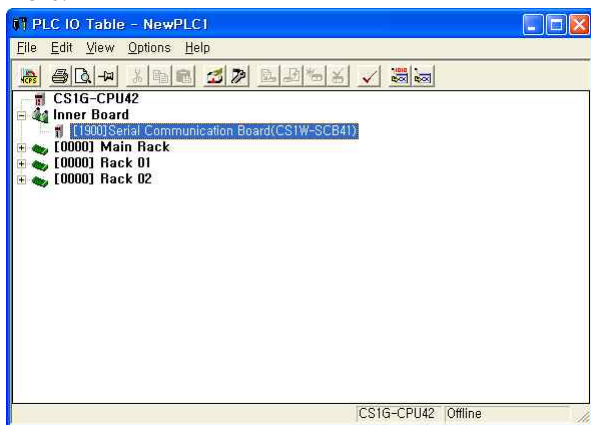 PLC IO Table - NewPLC1
File Edit View Options Help
CS1G-CPU42
Inner Board
[1900]Serial Communication Board(CS1W-SCB41)
[0000] Main Rack
[0000] Rack 01
[0000] Rack 02
CS1G-CPU42 Offline